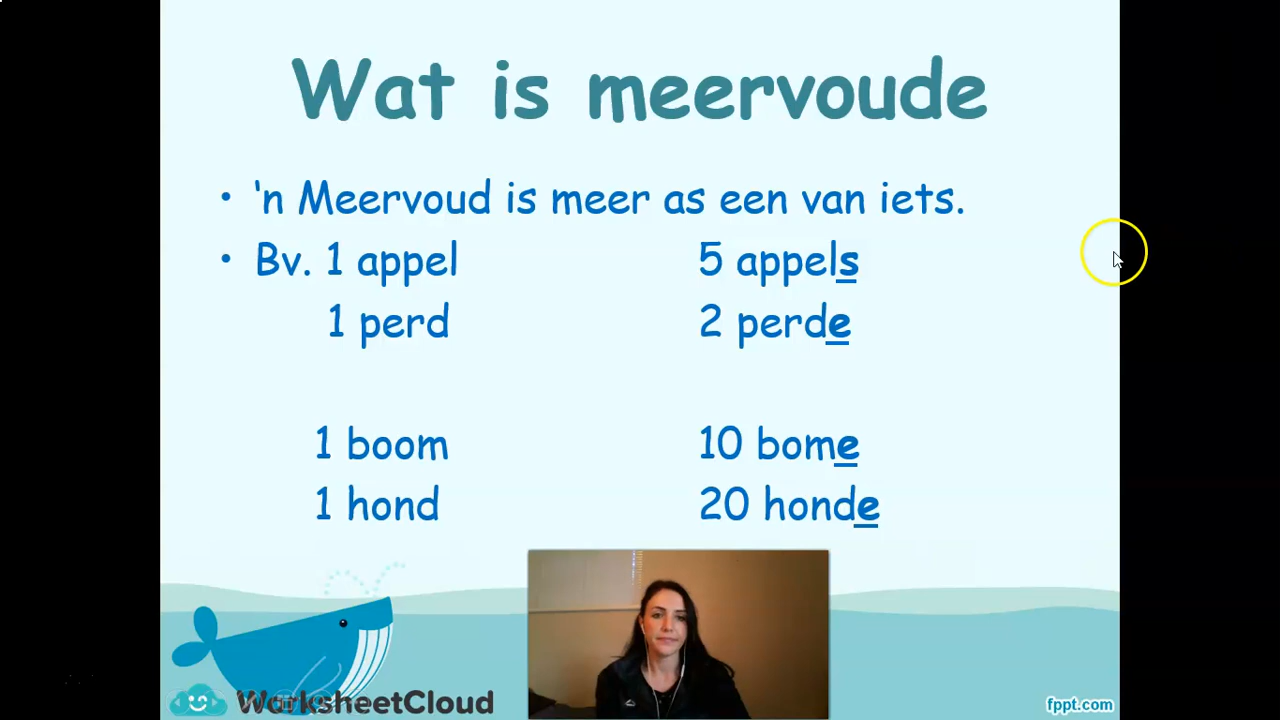 Wat is meervoude
• 'n Meervoud is meer as een van iets.
• Bv. 1 appel 5 appels
1 perd 2 perde
1 boom 10 bome
1 hond 20 honde
WorksheetCloud
fppt.com